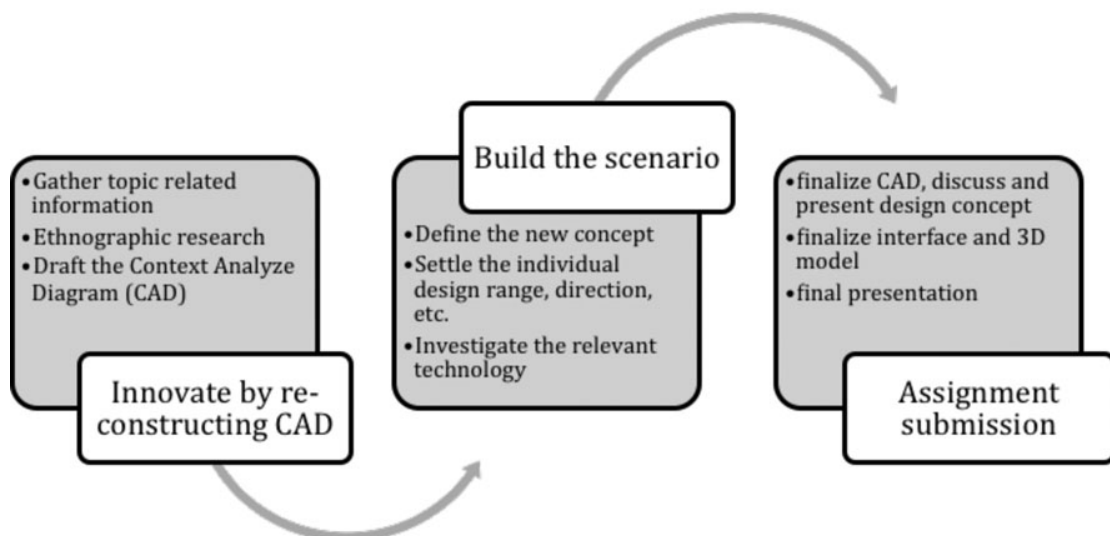 •Gather topic related
information
•Ethnographic research
•Draft the Context Analyze
Diagram (CAD)
Innovate by re-
constructing CAD
Build the scenario
•Define the new concept
•Settle the individual
design range, direction,
etc.
•Investigate the relevant
technology
•finalize CAD, discuss and
present design concept
•finalize interface and 3D
model
•final presentation
Assignment
submission